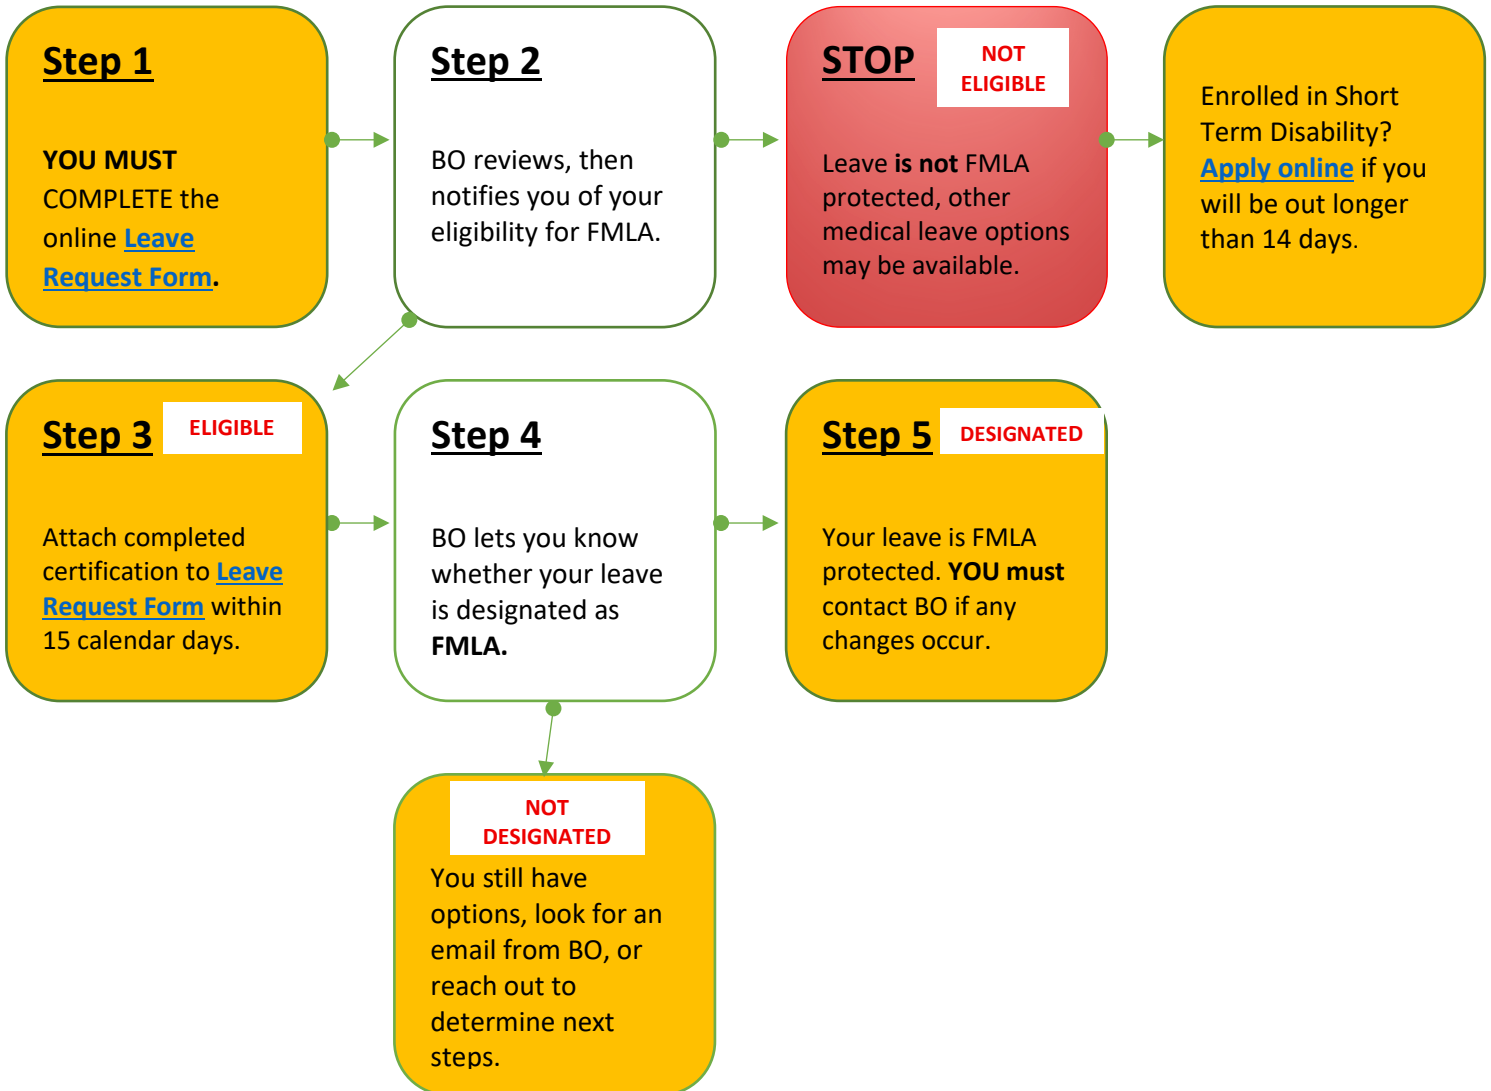 Step 1
YOU MUST
COMPLETE the
online Leave
Request Form.
Step 2
BO reviews, then
notifies you of your
eligibility for FMLA.
STOP
NOT
ELIGIBLE
Leave is not FMLA
protected, other
medical leave options
may be available.
Enrolled in Short
Term Disability?
Apply online if you
will be out longer
than 14 days.
Step 3
ELIGIBLE
Attach completed
certification to Leave
Request Form within
15 calendar days.
Step 4
BO lets you know
whether your leave
is designated as
FMLA.
Step 5
DESIGNATED
Your leave is FMLA
protected. YOU must
contact BO if any
changes occur.
NOT
DESIGNATED
You still have
options, look for an
email from BO, or
reach out to
determine next
steps.